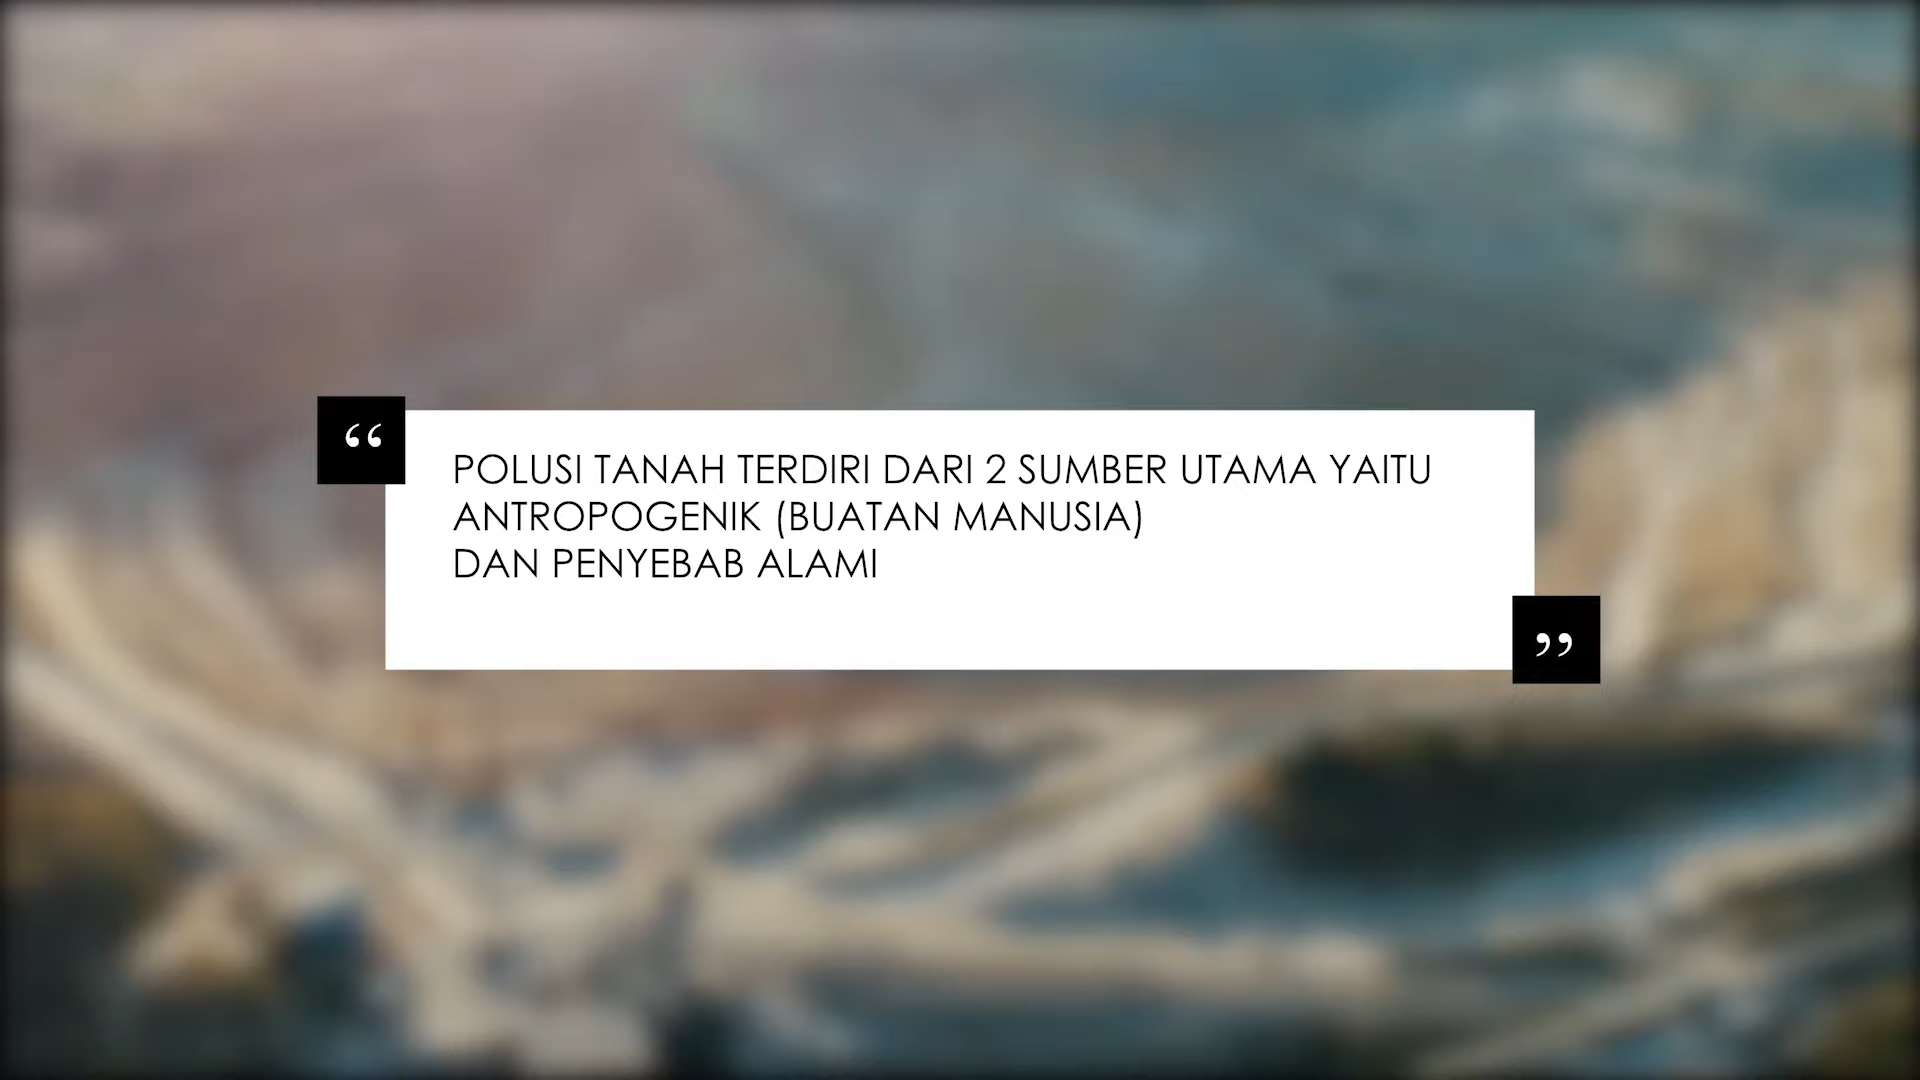 “
POLUSI TANAH TERDIRI DARI 2 SUMBER UTAMA YAITU
ANTROPOGENIK (BUATAN MANUSIA)
DAN PENYEBAB ALAMI
”